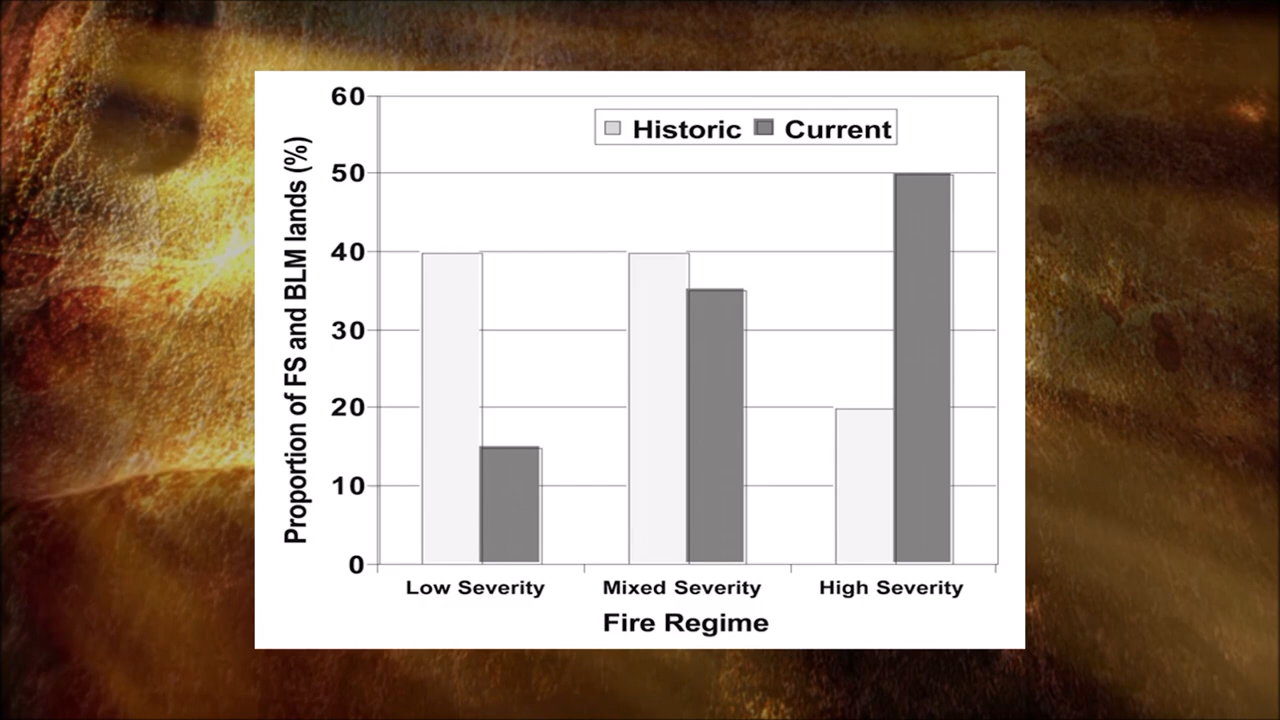 Proportion of FS and BLM lands (%)
60
50
40
30
20
10
0
Historic Current
Low Severity Mixed Severity High Severity
Fire Regime